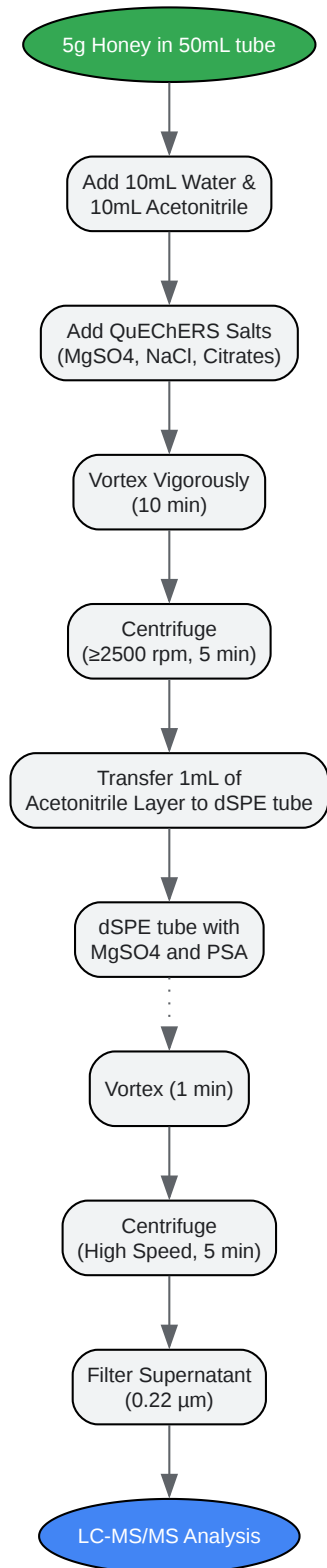 5g Honey in 50mL tube
Add 10mL Water &
10mL Acetonitrile
Add QuEChERS Salts
(MgSO4, NaCl, Citrates)
Vortex Vigorously
(10 min)
Centrifuge
(≥2500 rpm, 5 min)
Transfer 1mL of
Acetonitrile Layer to dSPE tube
dSPE tube with
MgSO4 and PSA
Vortex (1 min)
Centrifuge
(High Speed, 5 min)
Filter Supernatant
(0.22 µm)
LC-MS/MS Analysis